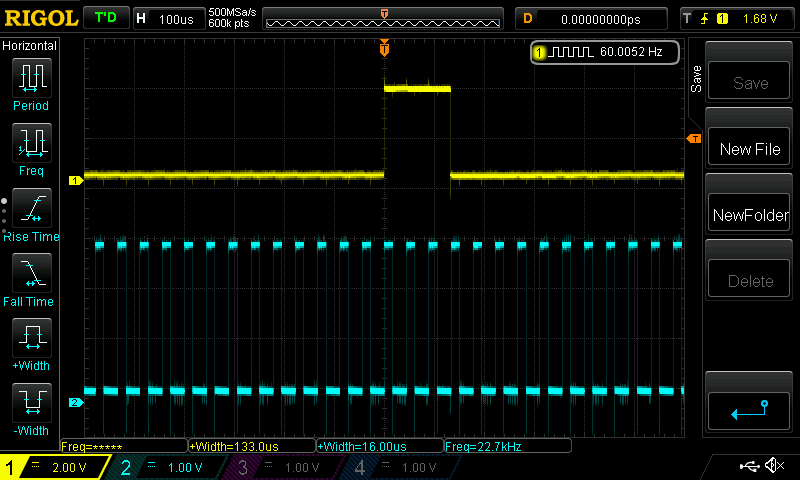 RIGOL T'D H 100us 500MSa/s 600k pts D 0.00000000ps T 1 1.68 V
T
Horizontal
1 60.0052 Hz
Save
Save
Period
T
New File
Freq
1
NewFolder
Rise Time
Delete
Fall Time
+Width
2
-Width
Freq=***** +Width=133.0us +Width=16.00us Freq=22.7kHz
1 2.00 V 2 1.00 V 3 1.00 V 4 1.00 V